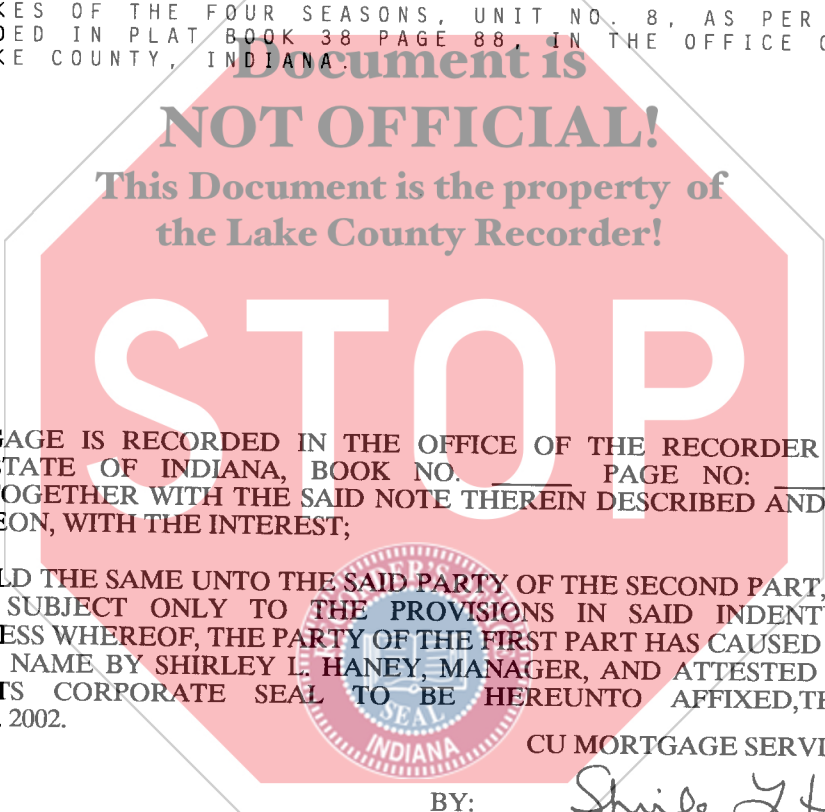 KES OF THE FOUR SEASONS, UNIT NO. 8, AS PER
DED IN PLAT BOOK 38 PAGE 88, IN THE OFFICE
KE COUNTY, INDIANA.
Document is
NOT OFFICIAL!
This Document is the property of
the Lake County Recorder!
STOP
GAGE IS RECORDED IN THE OFFICE OF THE RECORDER
STATE OF INDIANA, BOOK NO. ______ PAGE NO: ____
TOGETHER WITH THE SAID NOTE THEREIN DESCRIBED AND
EON, WITH THE INTEREST;
LD THE SAME UNTO THE SAID PARTY OF THE SECOND PART,
SUBJECT ONLY TO THE PROVISIONS IN SAID INDENT
ESS WHEREOF, THE PARTY OF THE FIRST PART HAS CAUSED
NAME BY SHIRLEY L. HANEY, MANAGER, AND ATTESTED
TS CORPORATE SEAL TO BE HEREUNTO AFFIXED,TH
. 2002.
SEAL
INDIANA
CU MORTGAGE SERVI
BY: